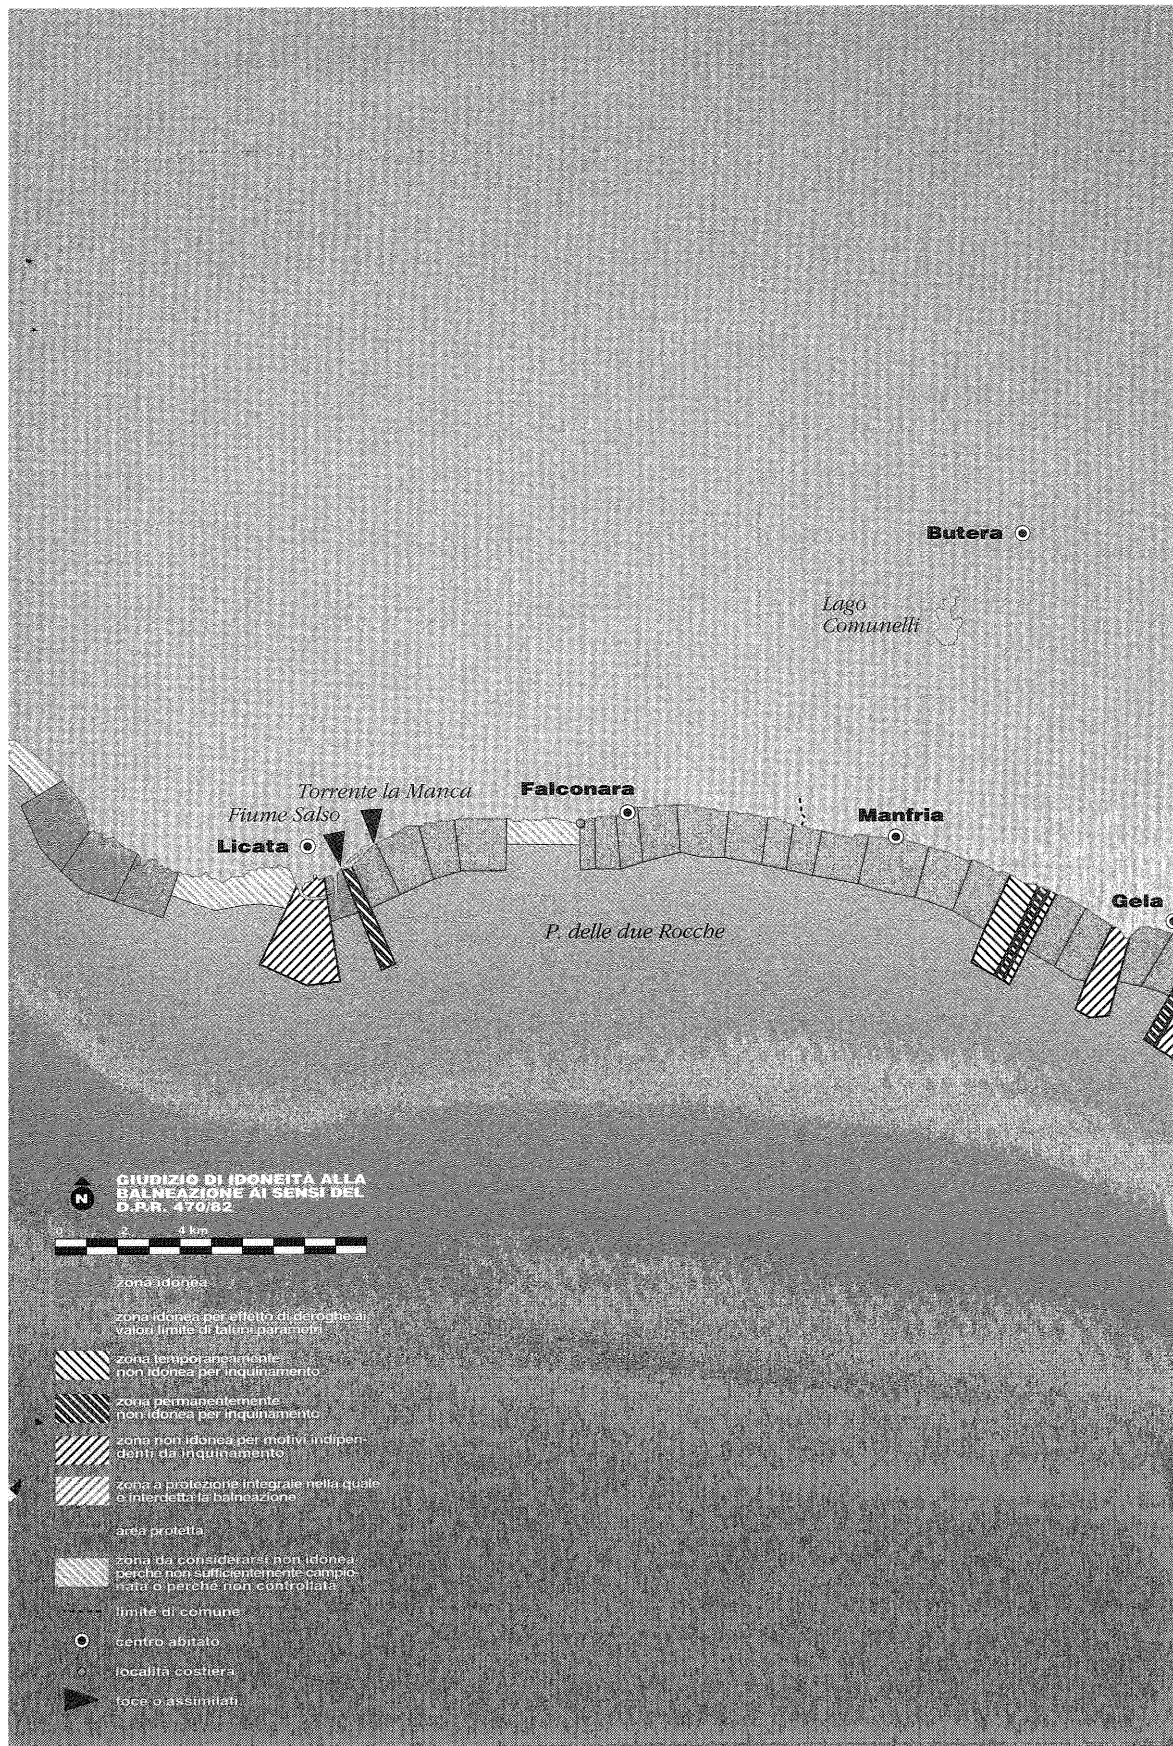 Butera
Lago
Comunelli
Torrente la Manca
Falconara
Fiume Salso
Manfria
Licata
Gela
P. delle due Rocche
N
GIUDIZIO DI IDONEITÀ ALLA
BALNEAZIONE AI SENSI DEL
D.P.R. 470/82
0 2 4 km
zona idonea
zona idonea per effetto di deroghe ai
valori limite di taluni parametri
zona temporaneamente
non idonea per inquinamento
zona permanentemente
non idonea per inquinamento
zona non idonea per motivi indipen-
denti da inquinamento
zona a protezione integrale nella quale
è interdetta la balneazione
area protetta
zona da considerarsi non idonea
perché non sufficientemente campio-
nata o perché non controllata
limite di comune
centro abitato
località costiera
foce o assimilati